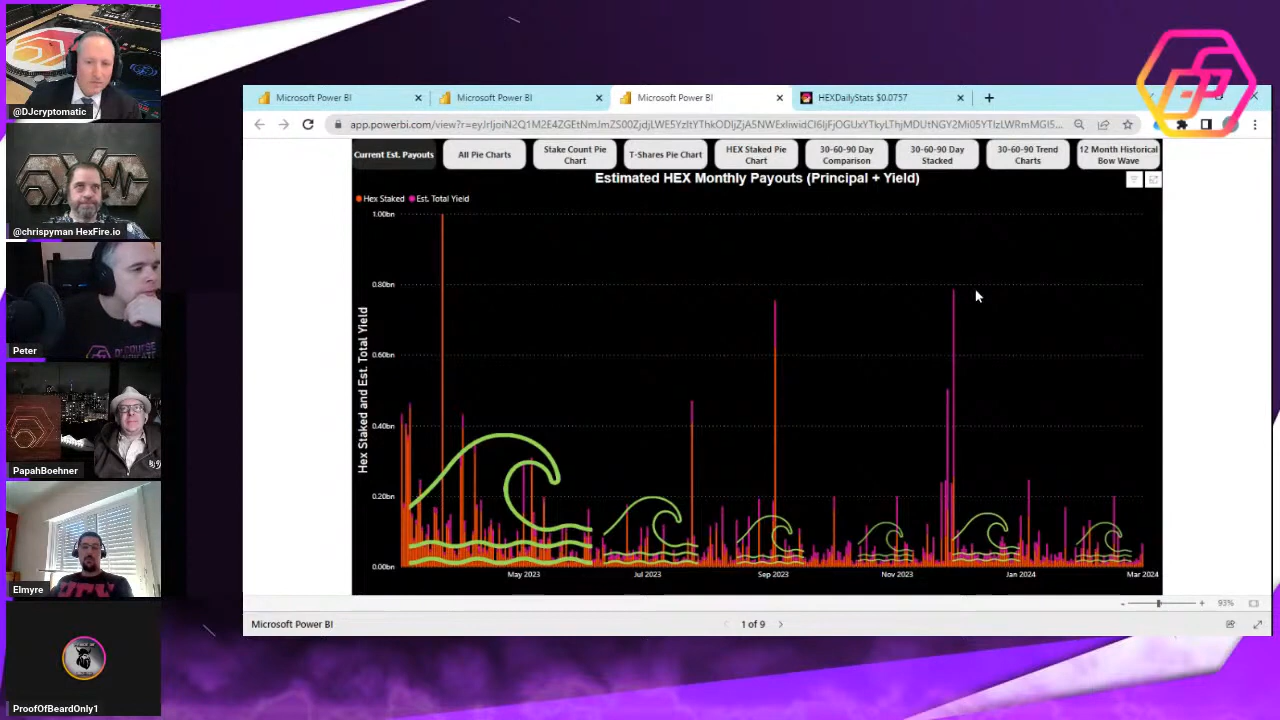 @DJcryptomatic
@chrispyman HexFire.io
Peter
PapahBoehner
Elmyre
ProofOfBeardOnly1
Microsoft Power BI
Microsoft Power BI
Microsoft Power BI
HEXDailyStats $0.0757
Current Est. Payouts
All Pie Charts
Stake Count Pie
Chart
T-Shares Pie Chart
HEX Staked Pie
Chart
30-60-90 Day
Comparison
30-60-90 Day
Stacked
30-60-90 Trend
Charts
12 Month Historical
Bow Wave
Estimated HEX Monthly Payouts (Principal + Yield)
Hex Staked
Est. Total Yield
Hex Staked and Est. Total Yield
1.00bn
0.80bn
0.60bn
0.40bn
0.20bn
0.00bn
May 2023
Jul 2023
Sep 2023
Nov 2023
Jan 2024
Mar 2024
- + 93%
Microsoft Power BI
1 of 9